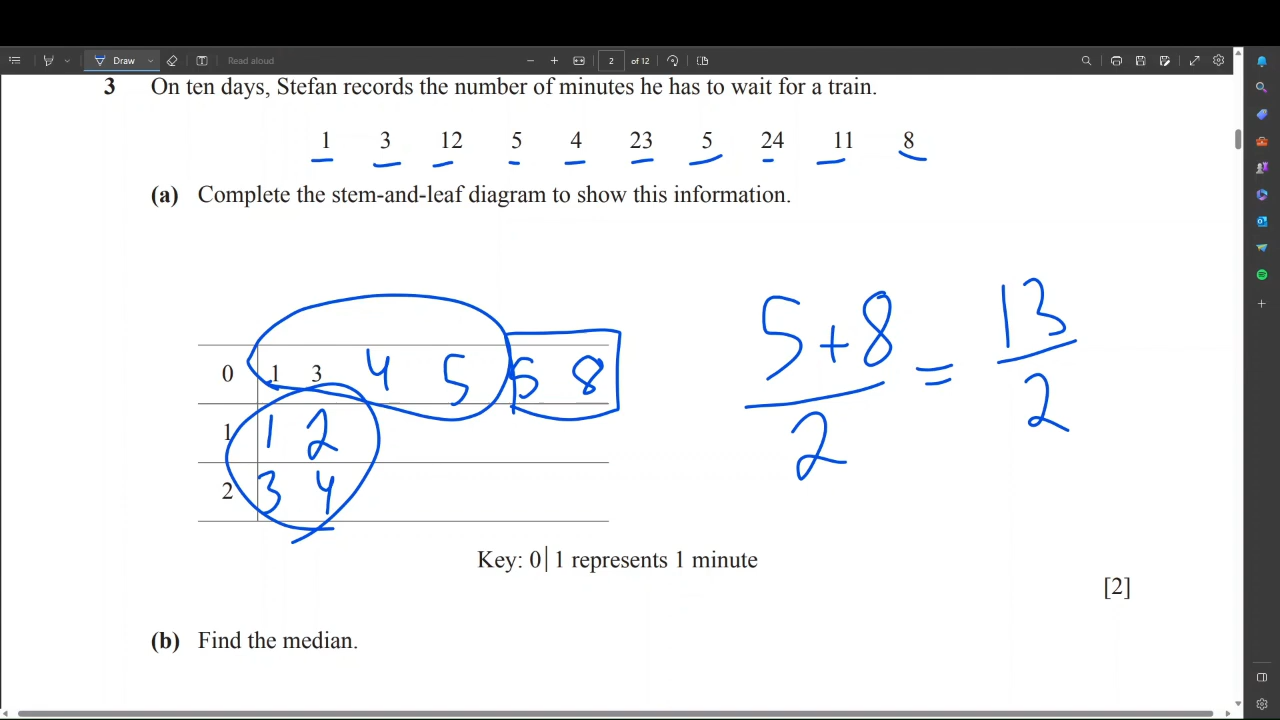 Draw
Read aloud
2 of 12
3 On ten days, Stefan records the number of minutes he has to wait for a train.
1 3 12 5 4 23 5 24 11 8
(a) Complete the stem-and-leaf diagram to show this information.
0 1 3 4 5 5 8
1 1 2
2 3 4
5+8/2 = 13/2
Key: 0|1 represents 1 minute
[2]
(b) Find the median.